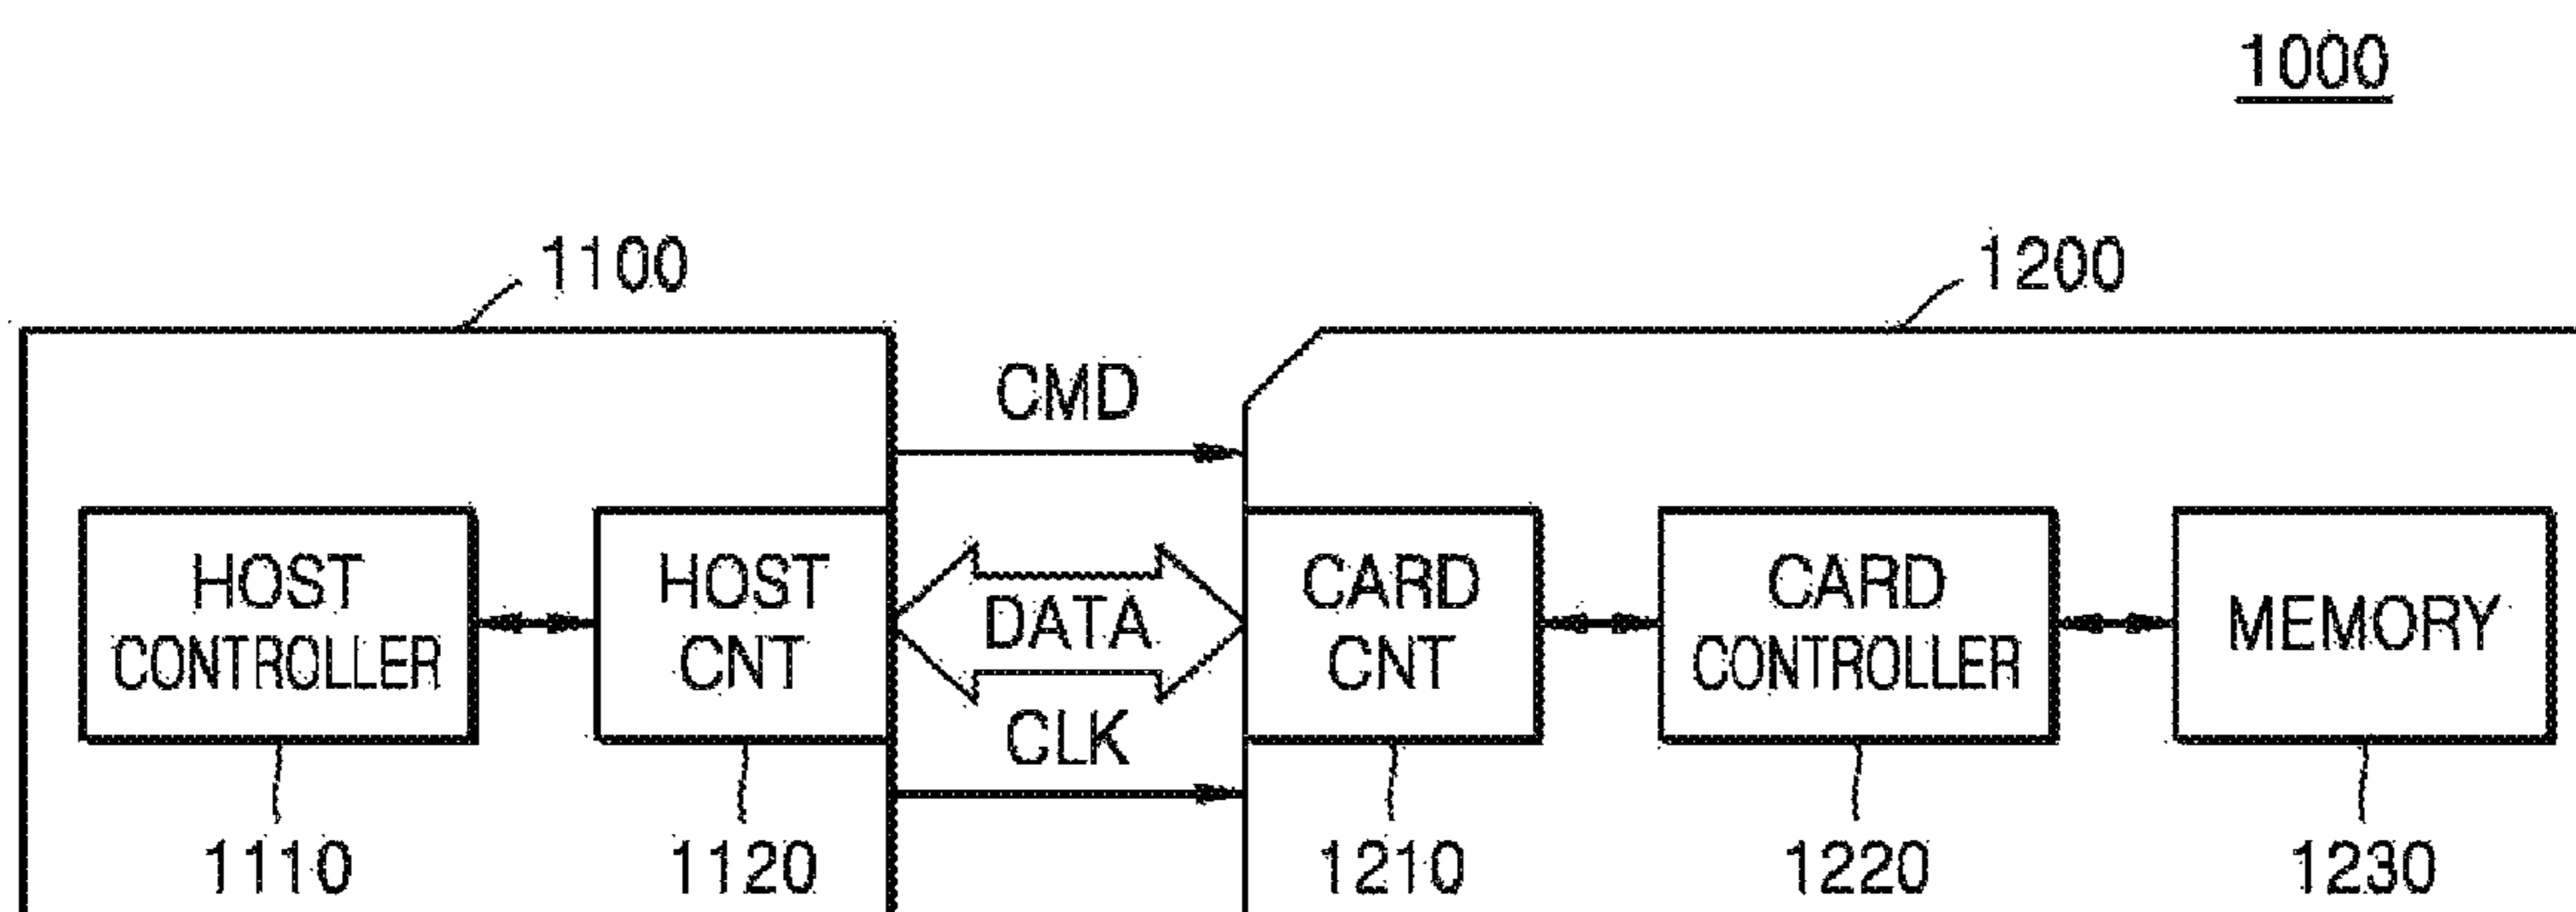 1000
1100
1200
CMD
HOST
CONTROLLER
HOST
CNT
DATA
CARD
CNT
CARD
CONTROLLER
MEMORY
CLK
1110
1120
1210
1220
1230